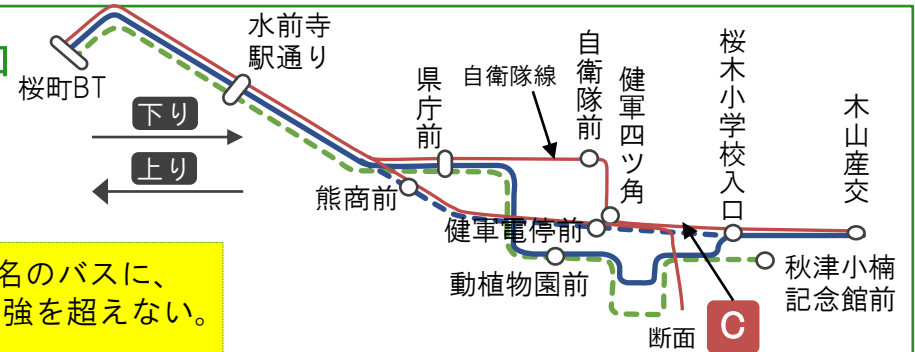 水前寺
駅通り
桜町BT
下り
上り
県庁前
自衛隊線
自衛隊前
健軍四ツ角
桜木小学校入口
木山産交
熊商前
健軍電停前
動植物園前
秋津小楠
記念館前
名のバスに、
強を超えない。
断面
C